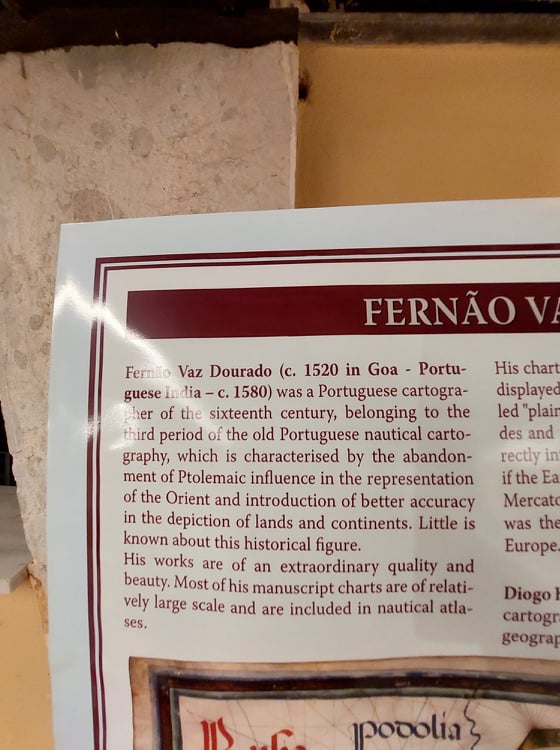 FERNÃO VA
Fernão Vaz Dourado (c. 1520 in Goa - Portu-
guese India – c. 1580) was a Portuguese cartogra-
pher of the sixteenth century, belonging to the
third period of the old Portuguese nautical carto-
graphy, which is characterised by the abandon-
ment of Ptolemaic influence in the representation
of the Orient and introduction of better accuracy
in the depiction of lands and continents. Little is
known about this historical figure.
His works are of an extraordinary quality and
beauty. Most of his manuscript charts are of relati-
vely large scale and are included in nautical atla-
ses.
His chart
displayed
led "plai
des and
rectly in
if the Ea
Mercato
was the
Europe.
Diogo
cartogra
geograp
podolia